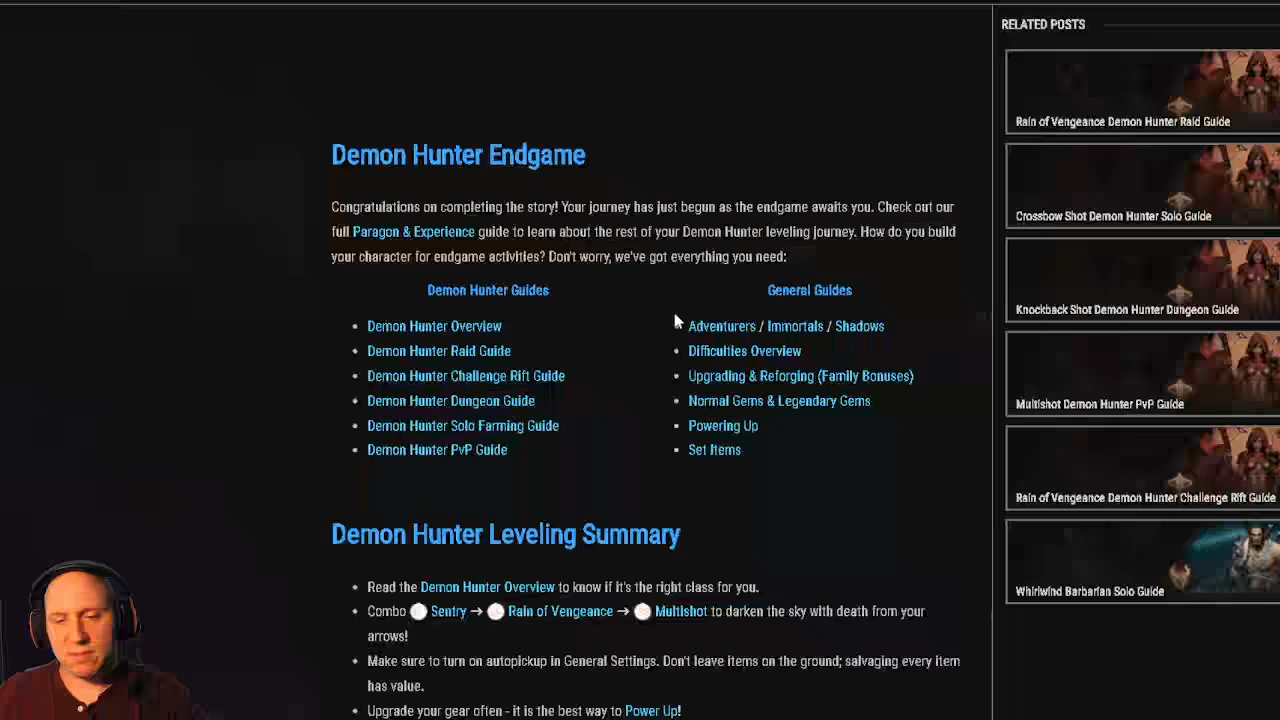 RELATED POSTS
Rain of Vengeance Demon Hunter Raid Guide
Crossbow Shot Demon Hunter Solo Guide
Knockback Shot Demon Hunter Dungeon Guide
Multishot Demon Hunter PvP Guide
Rain of Vengeance Demon Hunter Challenge Rift Guide
Whirlwind Barbarian Solo Guide
Demon Hunter Endgame
Congratulations on completing the story! Your journey has just begun as the endgame awaits you. Check out our
full Paragon & Experience guide to learn about the rest of your Demon Hunter leveling journey. How do you build
your character for endgame activities? Don't worry, we've got everything you need:
Demon Hunter Guides
Demon Hunter Overview
Demon Hunter Raid Guide
Demon Hunter Challenge Rift Guide
Demon Hunter Dungeon Guide
Demon Hunter Solo Farming Guide
Demon Hunter PvP Guide
General Guides
Adventurers / Immortals / Shadows
Difficulties Overview
Upgrading & Reforging (Family Bonuses)
Normal Gems & Legendary Gems
Powering Up
Set Items
Demon Hunter Leveling Summary
Read the Demon Hunter Overview to know if it's the right class for you.
Combo Sentry → Rain of Vengeance → Multishot to darken the sky with death from your
arrows!
Make sure to turn on autopickup in General Settings. Don't leave items on the ground; salvaging every item
has value.
Upgrade your gear often - it is the best way to Power Up!